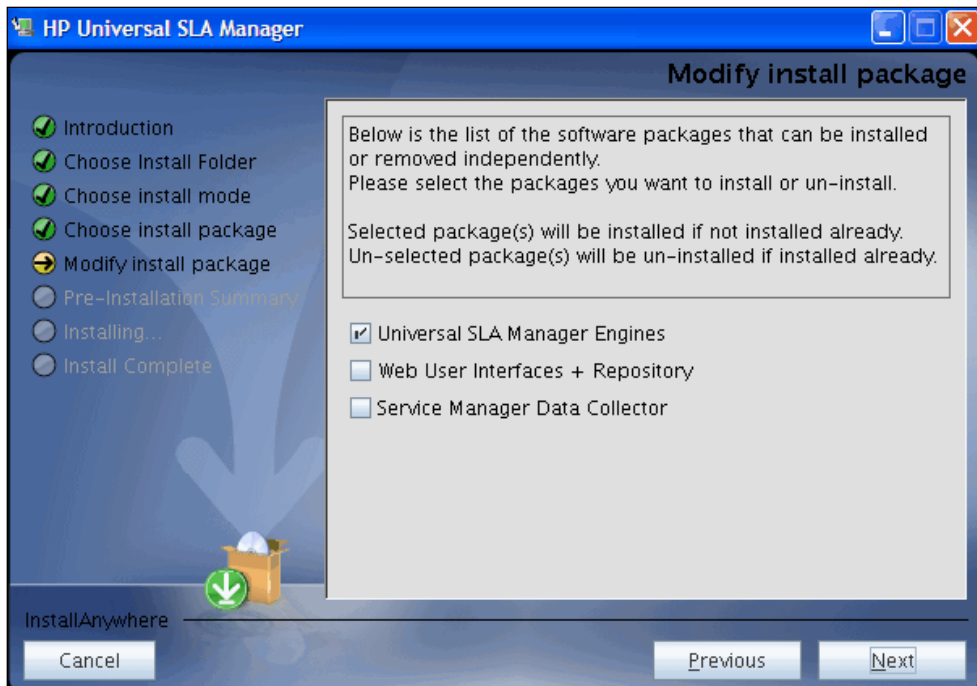 HP Universal SLA Manager
Modify install package
Introduction
Choose Install Folder
Choose install mode
Choose install package
Modify install package
Pre-Installation Summary
Installing...
Install Complete
Below is the list of the software packages that can be installed
or removed independently.
Please select the packages you want to install or un-install.
Selected package(s) will be installed if not installed already.
Un-selected package(s) will be un-installed if installed already.
Universal SLA Manager Engines
Web User Interfaces + Repository
Service Manager Data Collector
InstallAnywhere
Cancel
Previous
Next